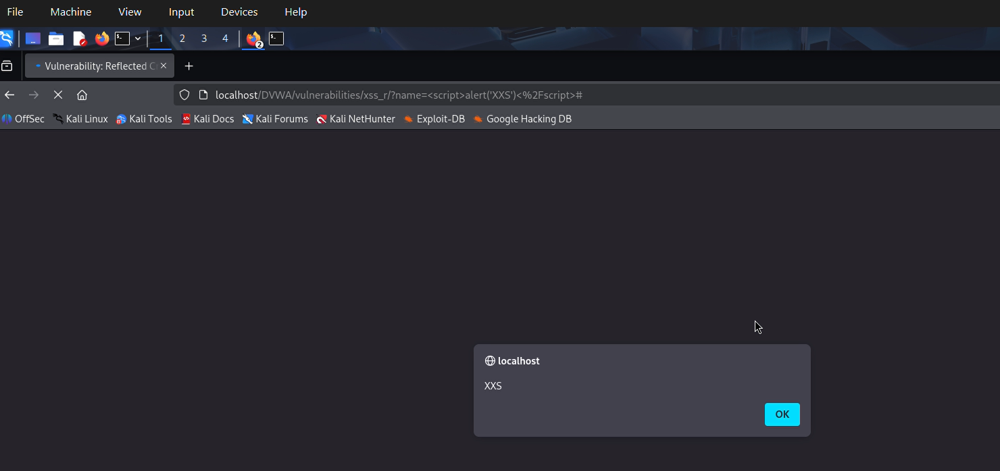 File Machine View Input Devices Help
1 2 3 4 2
Vulnerability: Reflected C
localhost/DVWA/vulnerabilities/xss_r/?name=<script>alert('XXS')<%2Fscript>#
OffSec Kali Linux Kali Tools Kali Docs Kali Forums Kali NetHunter Exploit-DB Google Hacking DB
localhost
XXS
OK